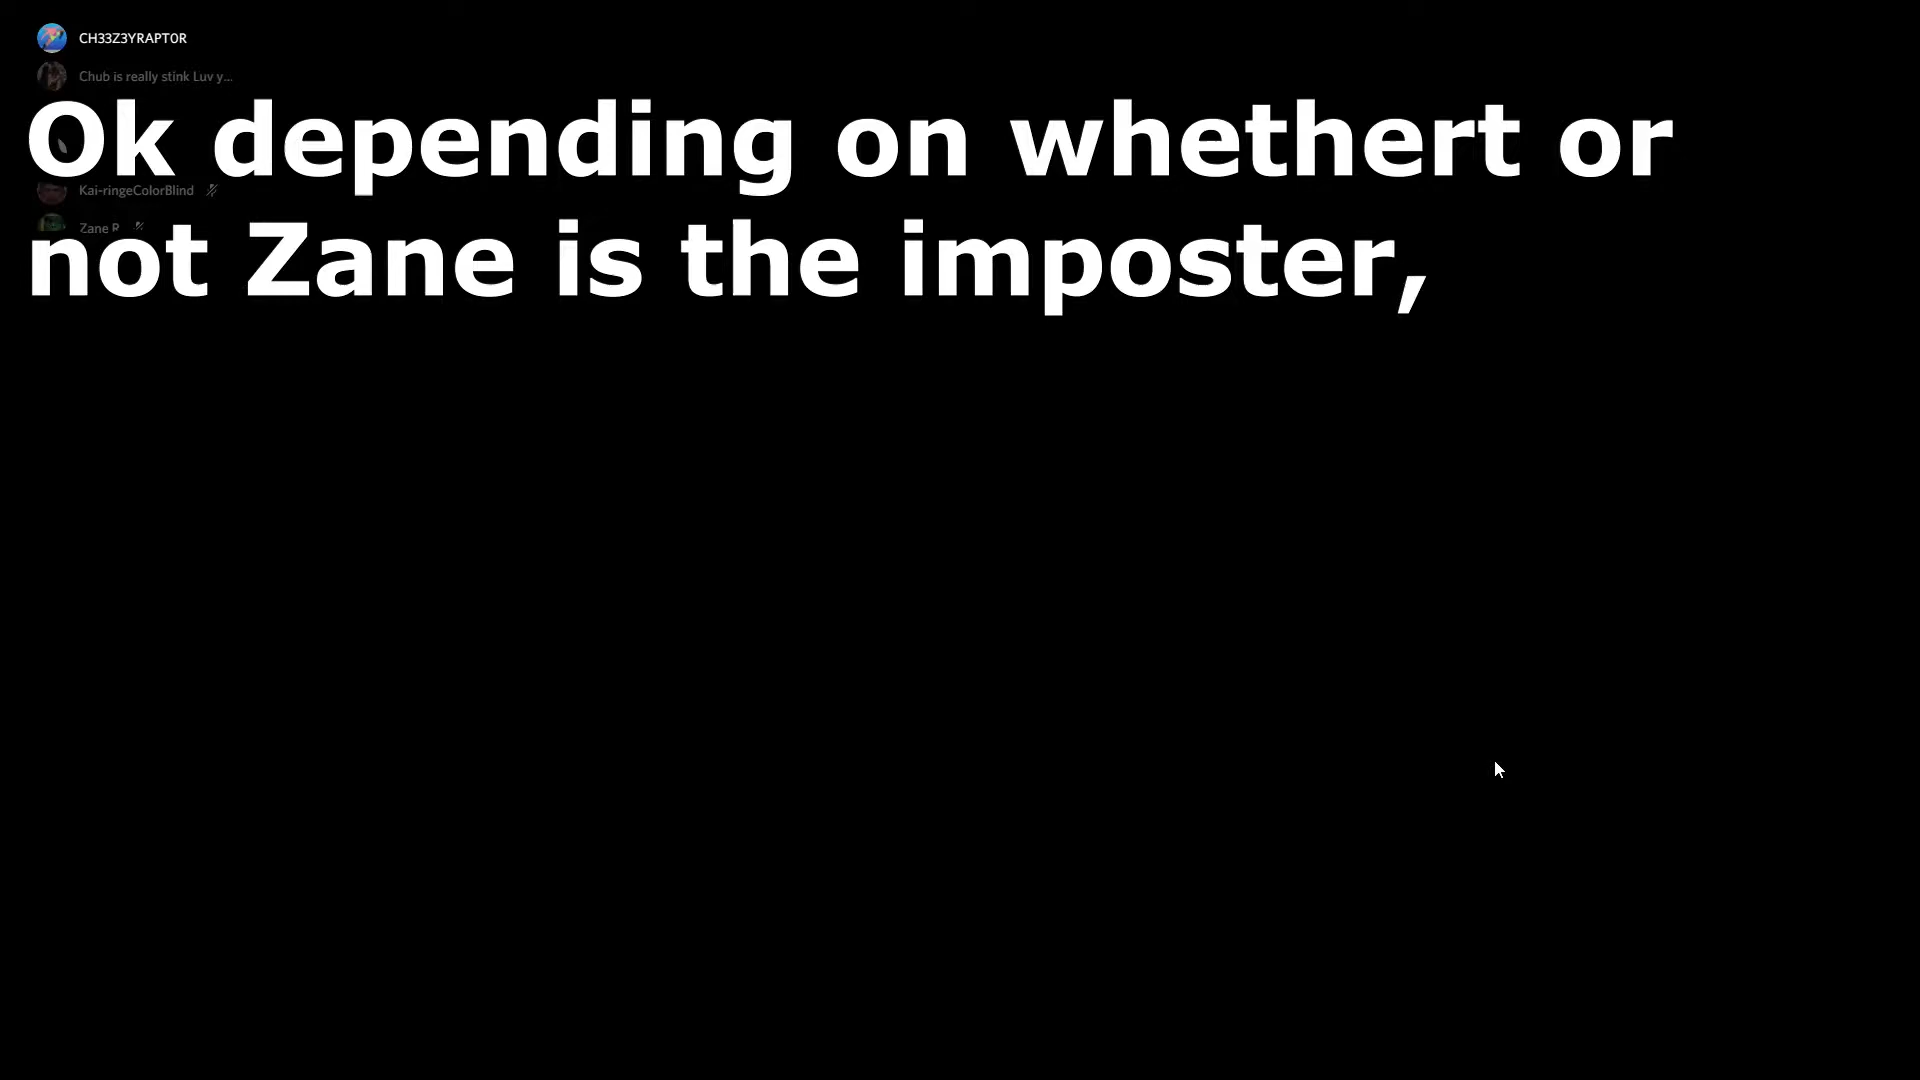 CH33Z3YRAPT0R
Chub is really stink Luv y...
Ok depending on whethert or
Kai-ringeColorBlind
Zane R
not Zane is the imposter,